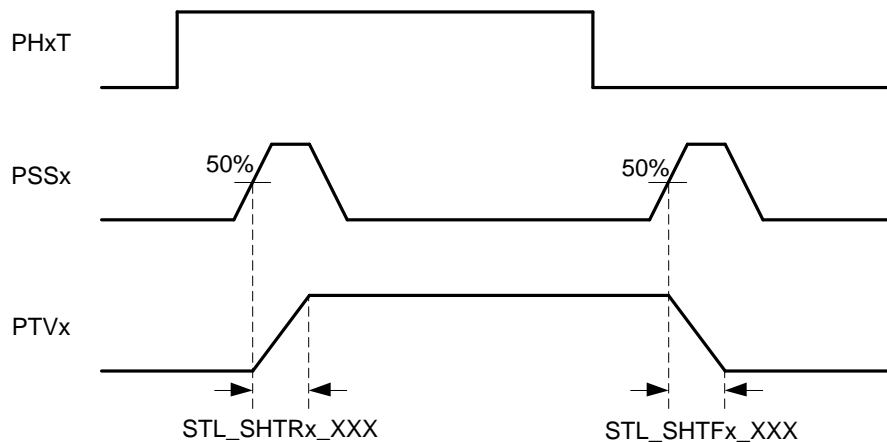 PHxT
PSSx
50%
50%
PTVx
STL_SHTRx_XXX
STL_SHTFx_XXX